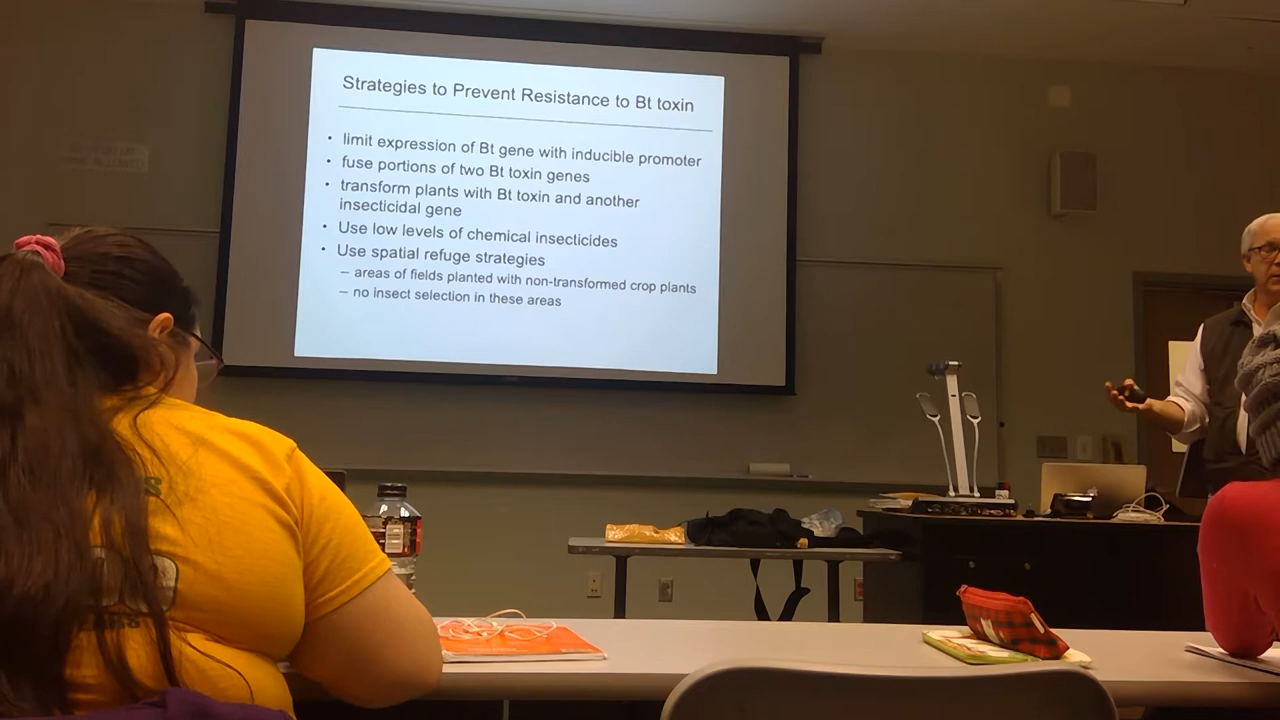 Strategies to Prevent Resistance to Bt toxin
• limit expression of Bt gene with inducible promoter
• fuse portions of two Bt toxin genes
• transform plants with Bt toxin and another
insecticidal gene
• Use low levels of chemical insecticides
• Use spatial refuge strategies
– areas of fields planted with non-transformed crop plants
– no insect selection in these areas